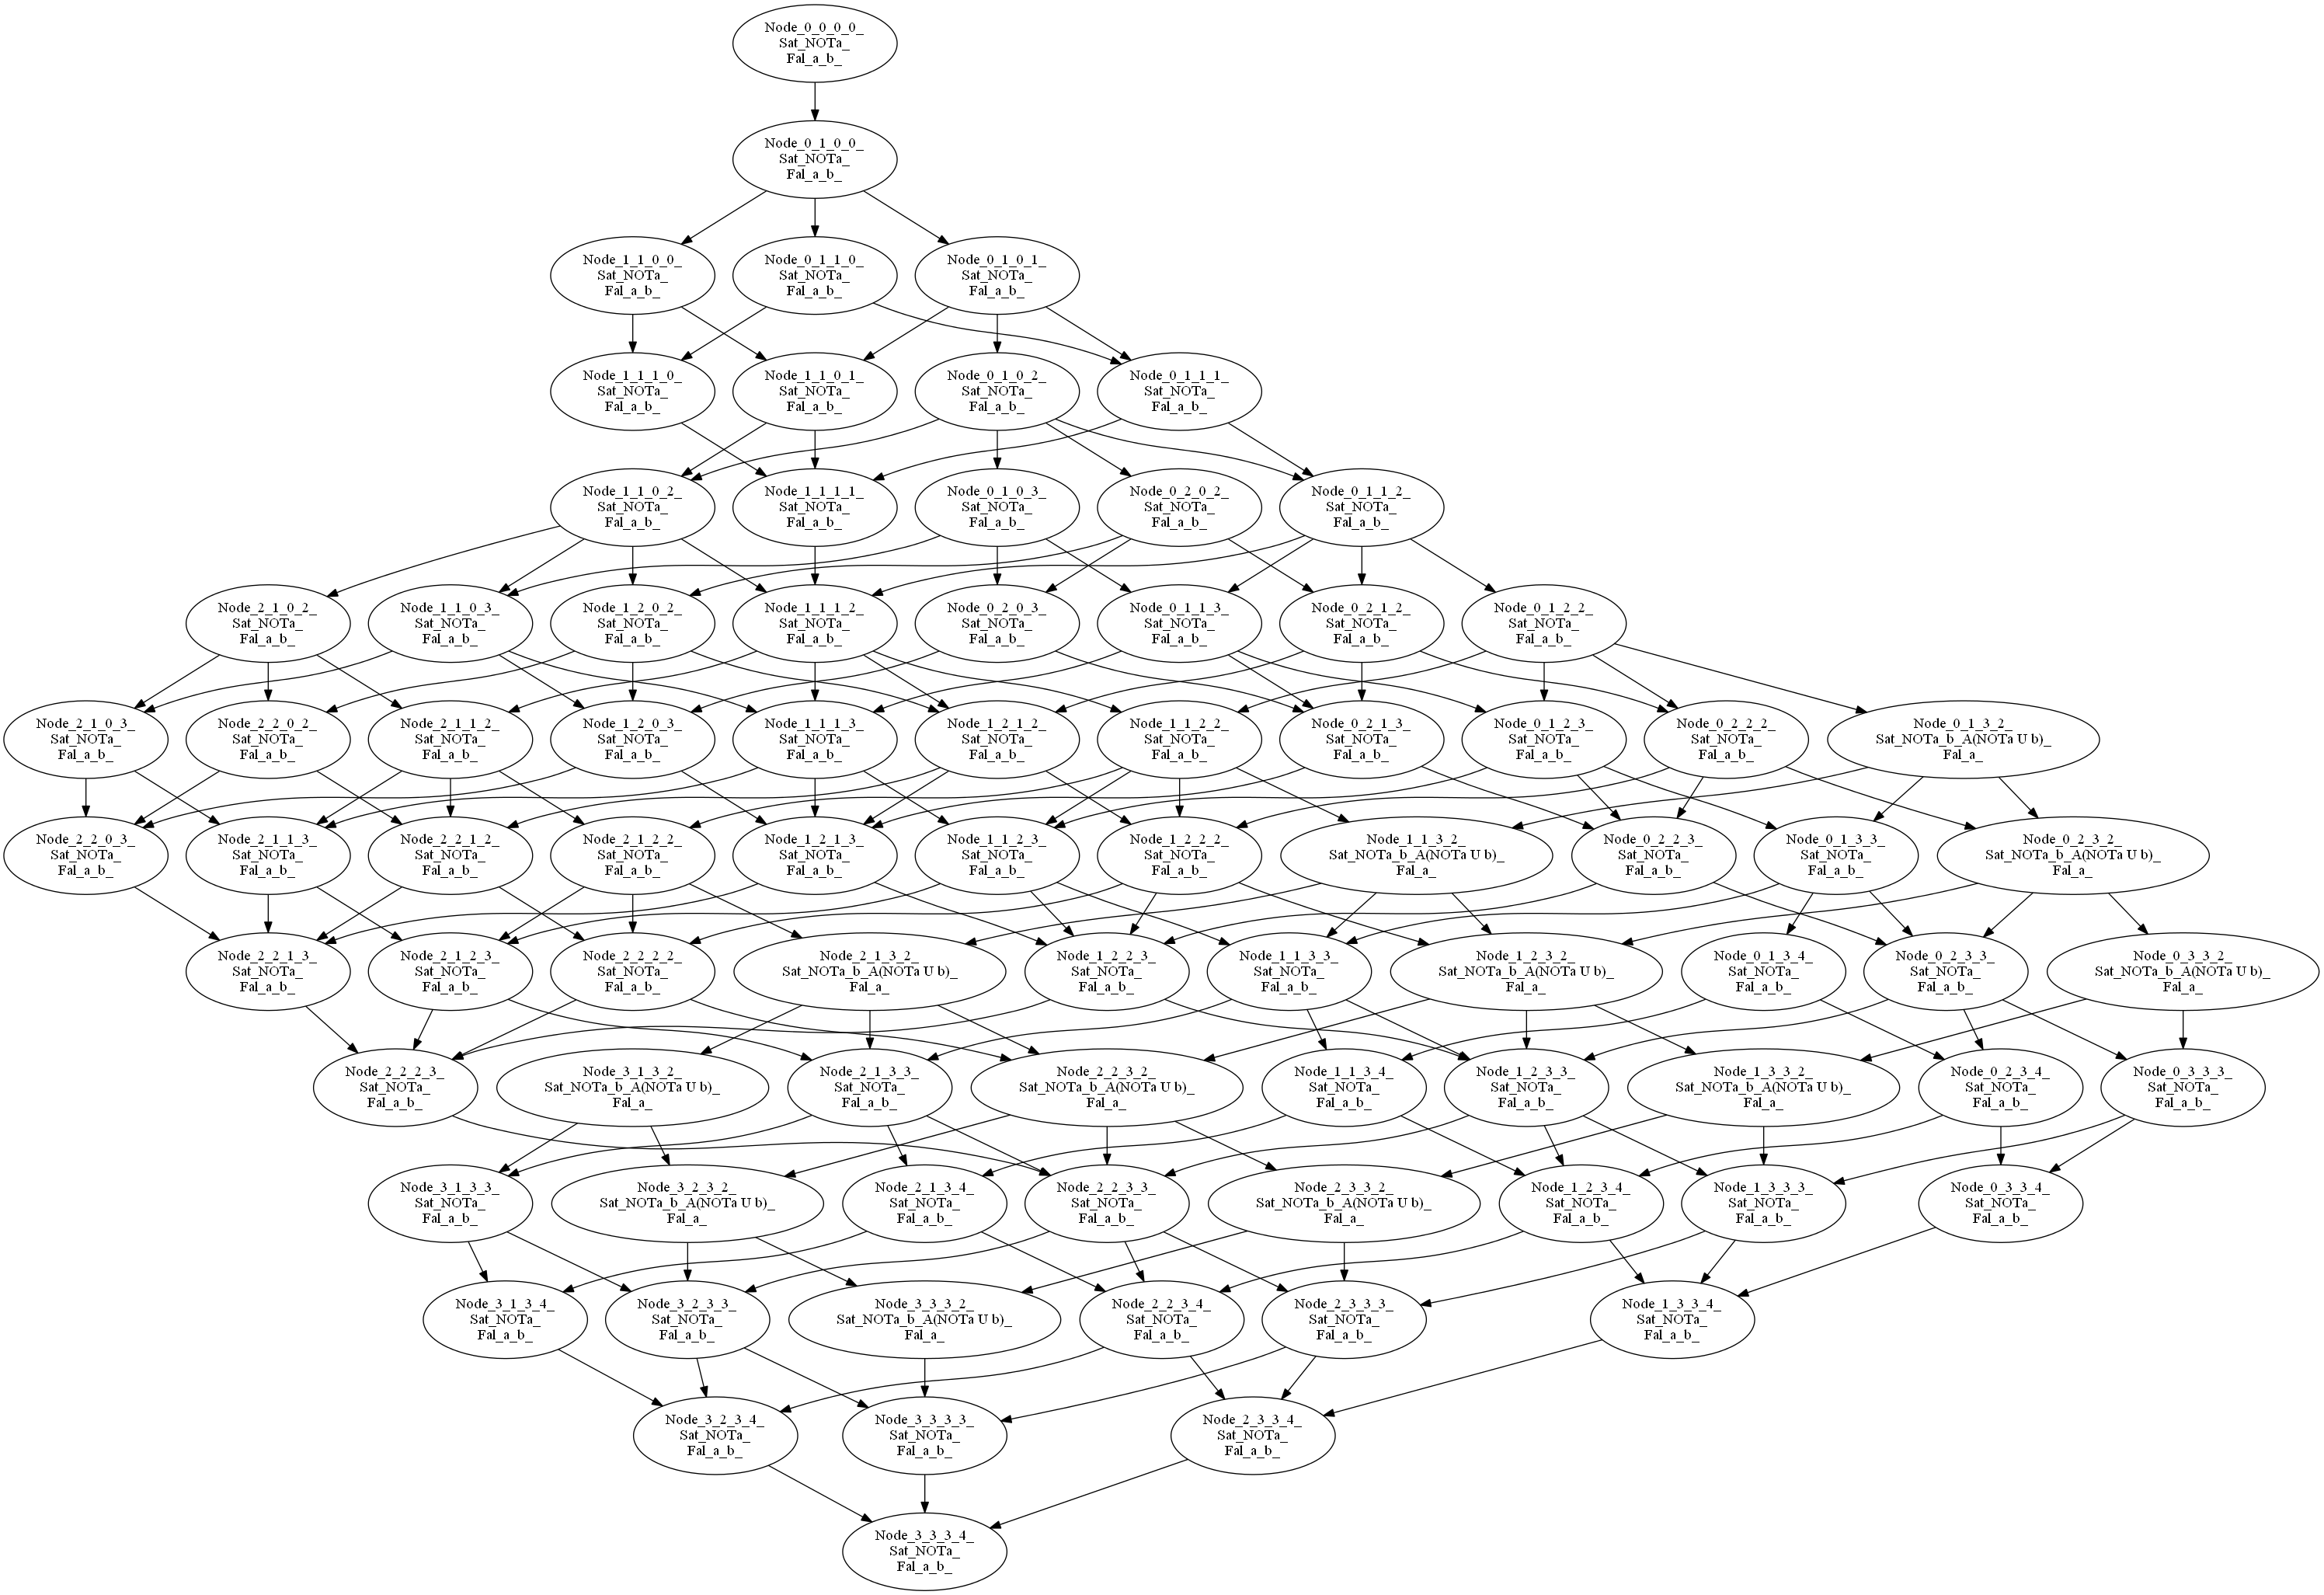 Node_0_0_0_0_
Sat_NOTa_
Fal_a_b_
Node_0_1_0_0_
Sat_NOTa_
Fal_a_b_
Node_1_1_0_0_
Sat_NOTa_
Fal_a_b_
Node_0_1_1_0_
Sat_NOTa_
Fal_a_b_
Node_0_1_0_1_
Sat_NOTa_
Fal_a_b_
Node_1_1_1_0_
Sat_NOTa_
Fal_a_b_
Node_1_1_0_1_
Sat_NOTa_
Fal_a_b_
Node_0_1_0_2_
Sat_NOTa_
Fal_a_b_
Node_0_1_1_1_
Sat_NOTa_
Fal_a_b_
Node_1_1_0_2_
Sat_NOTa_
Fal_a_b_
Node_1_1_1_1_
Sat_NOTa_
Fal_a_b_
Node_0_1_0_3_
Sat_NOTa_
Fal_a_b_
Node_0_2_0_2_
Sat_NOTa_
Fal_a_b_
Node_0_1_1_2_
Sat_NOTa_
Fal_a_b_
Node_2_1_0_2_
Sat_NOTa_
Fal_a_b_
Node_1_1_0_3_
Sat_NOTa_
Fal_a_b_
Node_1_2_0_2_
Sat_NOTa_
Fal_a_b_
Node_1_1_1_2_
Sat_NOTa_
Fal_a_b_
Node_0_2_0_3_
Sat_NOTa_
Fal_a_b_
Node_0_1_1_3_
Sat_NOTa_
Fal_a_b_
Node_0_2_1_2_
Sat_NOTa_
Fal_a_b_
Node_0_1_2_2_
Sat_NOTa_
Fal_a_b_
Node_2_1_0_3_
Sat_NOTa_
Fal_a_b_
Node_2_2_0_2_
Sat_NOTa_
Fal_a_b_
Node_2_1_1_2_
Sat_NOTa_
Fal_a_b_
Node_1_2_0_3_
Sat_NOTa_
Fal_a_b_
Node_1_1_1_3_
Sat_NOTa_
Fal_a_b_
Node_1_2_1_2_
Sat_NOTa_
Fal_a_b_
Node_1_1_2_2_
Sat_NOTa_
Fal_a_b_
Node_0_2_1_3_
Sat_NOTa_
Fal_a_b_
Node_0_1_2_3_
Sat_NOTa_
Fal_a_b_
Node_0_2_2_2_
Sat_NOTa_
Fal_a_b_
Node_0_1_3_2_
Sat_NOTa_b_A(NOTa U b)_
Fal_a_
Node_2_2_0_3_
Sat_NOTa_
Fal_a_b_
Node_2_1_1_3_
Sat_NOTa_
Fal_a_b_
Node_2_2_1_2_
Sat_NOTa_
Fal_a_b_
Node_2_1_2_2_
Sat_NOTa_
Fal_a_b_
Node_1_2_1_3_
Sat_NOTa_
Fal_a_b_
Node_1_1_2_3_
Sat_NOTa_
Fal_a_b_
Node_1_2_2_2_
Sat_NOTa_
Fal_a_b_
Node_1_1_3_2_
Sat_NOTa_b_A(NOTa U b)_
Fal_a_
Node_0_2_2_3_
Sat_NOTa_
Fal_a_b_
Node_0_1_3_3_
Sat_NOTa_
Fal_a_b_
Node_0_2_3_2_
Sat_NOTa_b_A(NOTa U b)_
Fal_a_
Node_2_2_1_3_
Sat_NOTa_
Fal_a_b_
Node_2_1_2_3_
Sat_NOTa_
Fal_a_b_
Node_2_2_2_2_
Sat_NOTa_
Fal_a_b_
Node_2_1_3_2_
Sat_NOTa_b_A(NOTa U b)_
Fal_a_
Node_1_2_2_3_
Sat_NOTa_
Fal_a_b_
Node_1_1_3_3_
Sat_NOTa_
Fal_a_b_
Node_1_2_3_2_
Sat_NOTa_b_A(NOTa U b)_
Fal_a_
Node_0_1_3_4_
Sat_NOTa_
Fal_a_b_
Node_0_2_3_3_
Sat_NOTa_
Fal_a_b_
Node_0_3_3_2_
Sat_NOTa_b_A(NOTa U b)_
Fal_a_
Node_2_2_2_3_
Sat_NOTa_
Fal_a_b_
Node_3_1_3_2_
Sat_NOTa_b_A(NOTa U b)_
Fal_a_
Node_2_1_3_3_
Sat_NOTa_
Fal_a_b_
Node_2_2_3_2_
Sat_NOTa_b_A(NOTa U b)_
Fal_a_
Node_1_1_3_4_
Sat_NOTa_
Fal_a_b_
Node_1_2_3_3_
Sat_NOTa_
Fal_a_b_
Node_1_3_3_2_
Sat_NOTa_b_A(NOTa U b)_
Fal_a_
Node_0_2_3_4_
Sat_NOTa_
Fal_a_b_
Node_0_3_3_3_
Sat_NOTa_
Fal_a_b_
Node_3_1_3_3_
Sat_NOTa_
Fal_a_b_
Node_3_2_3_2_
Sat_NOTa_b_A(NOTa U b)_
Fal_a_
Node_2_1_3_4_
Sat_NOTa_
Fal_a_b_
Node_2_2_3_3_
Sat_NOTa_
Fal_a_b_
Node_2_3_3_2_
Sat_NOTa_b_A(NOTa U b)_
Fal_a_
Node_1_2_3_4_
Sat_NOTa_
Fal_a_b_
Node_1_3_3_3_
Sat_NOTa_
Fal_a_b_
Node_0_3_3_4_
Sat_NOTa_
Fal_a_b_
Node_3_1_3_4_
Sat_NOTa_
Fal_a_b_
Node_3_2_3_3_
Sat_NOTa_
Fal_a_b_
Node_3_3_3_2_
Sat_NOTa_b_A(NOTa U b)_
Fal_a_
Node_2_2_3_4_
Sat_NOTa_
Fal_a_b_
Node_2_3_3_3_
Sat_NOTa_
Fal_a_b_
Node_1_3_3_4_
Sat_NOTa_
Fal_a_b_
Node_3_2_3_4_
Sat_NOTa_
Fal_a_b_
Node_3_3_3_3_
Sat_NOTa_
Fal_a_b_
Node_2_3_3_4_
Sat_NOTa_
Fal_a_b_
Node_3_3_3_4_
Sat_NOTa_
Fal_a_b_